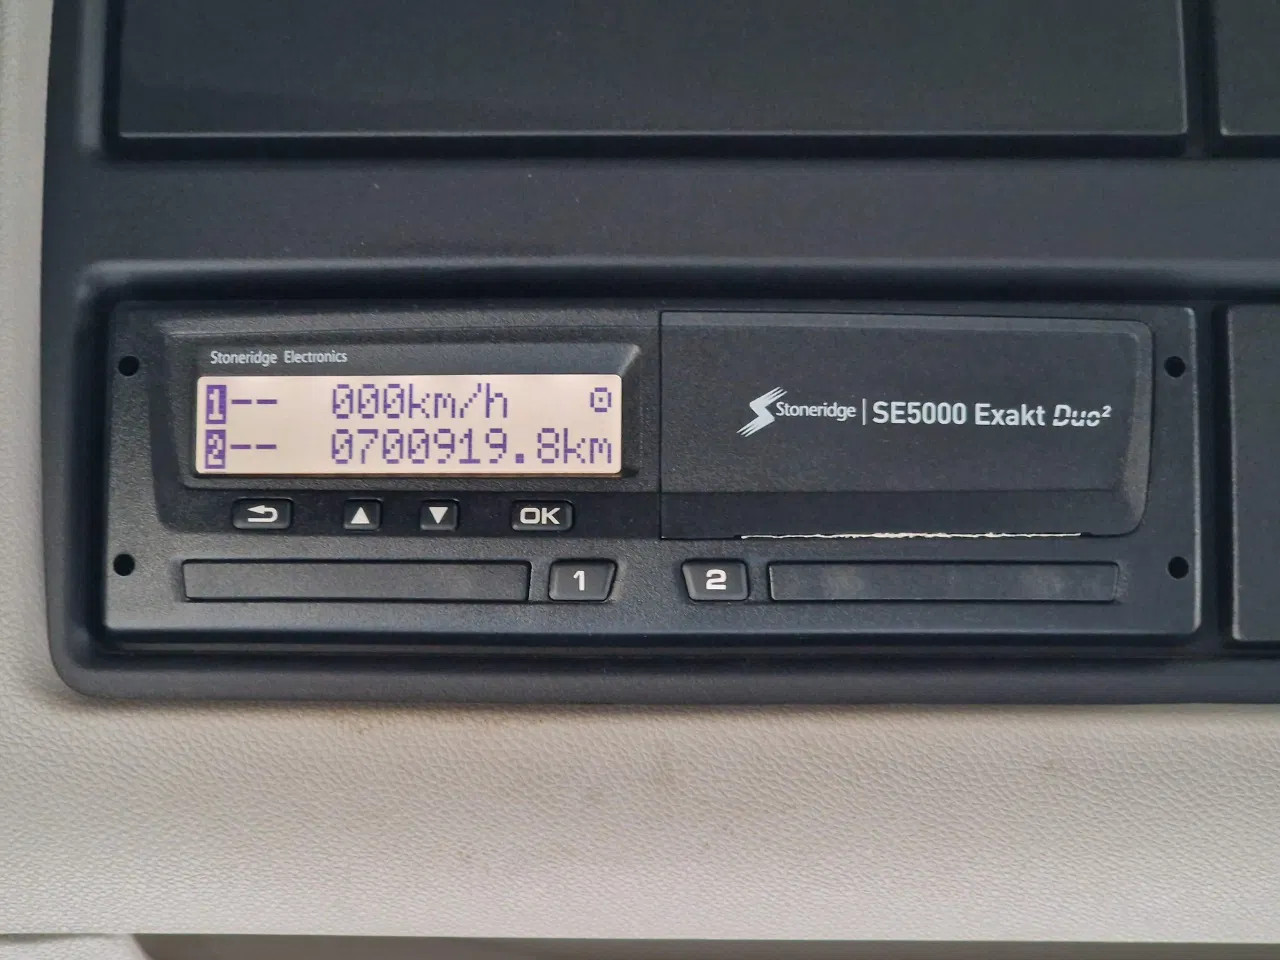 Stoneridge Electronics
1-- 000km/h
2-- 0700919.8km
Stoneridge | SE5000 Exakt Duo²
OK
1
2